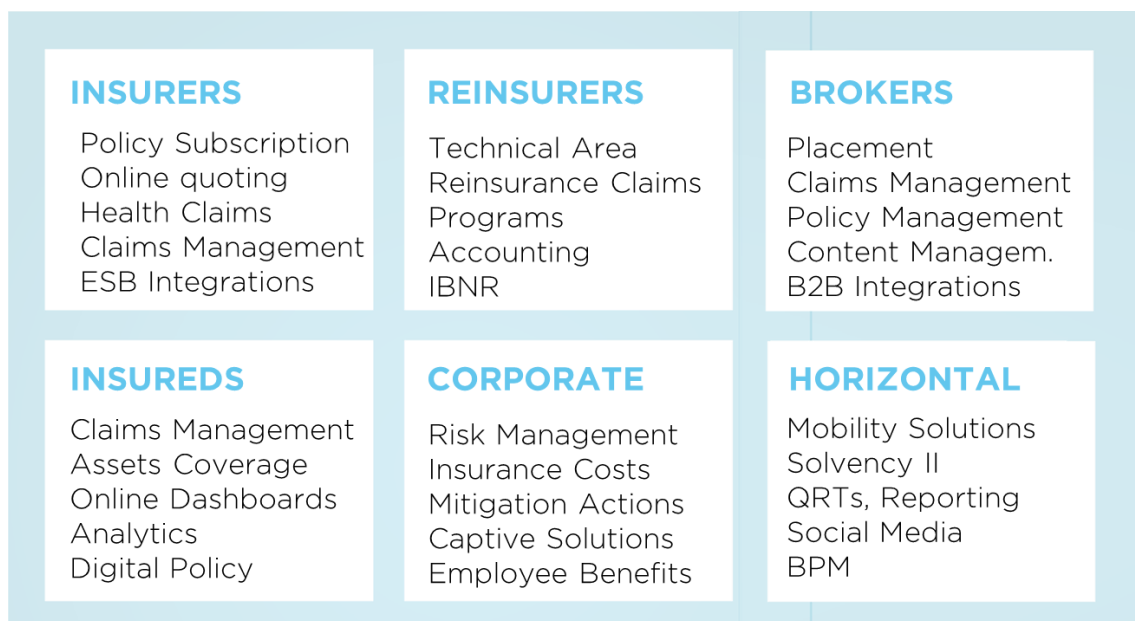 INSURERS
Policy Subscription
Online quoting
Health Claims
Claims Management
ESB Integrations
REINSURERS
Technical Area
Reinsurance Claims
Programs
Accounting
IBNR
BROKERS
Placement
Claims Management
Policy Management
Content Managem.
B2B Integrations
INSUREDS
Claims Management
Assets Coverage
Online Dashboards
Analytics
Digital Policy
CORPORATE
Risk Management
Insurance Costs
Mitigation Actions
Captive Solutions
Employee Benefits
HORIZONTAL
Mobility Solutions
Solvency II
QRTs, Reporting
Social Media
BPM